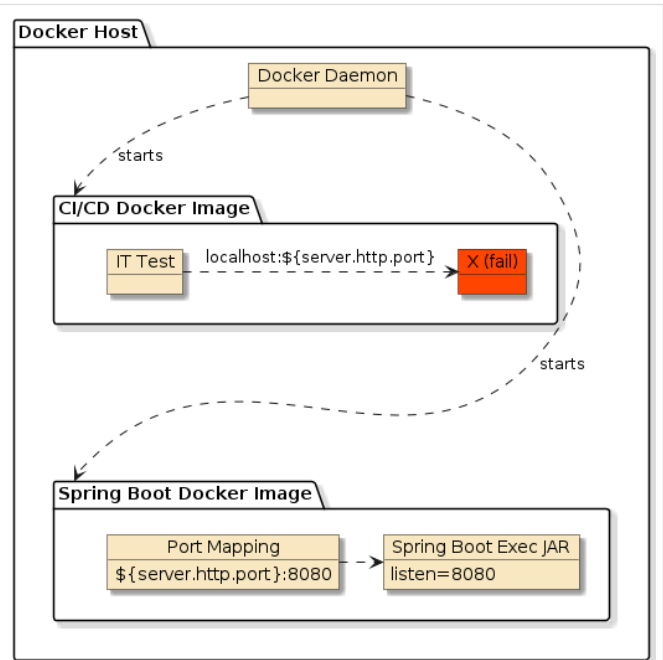 Docker Host
Docker Daemon
starts
CI/CD Docker Image
IT Test
localhost:${server.http.port}
X (fail)
starts
Spring Boot Docker Image
Port Mapping
${server.http.port}:8080
Spring Boot Exec JAR
listen=8080